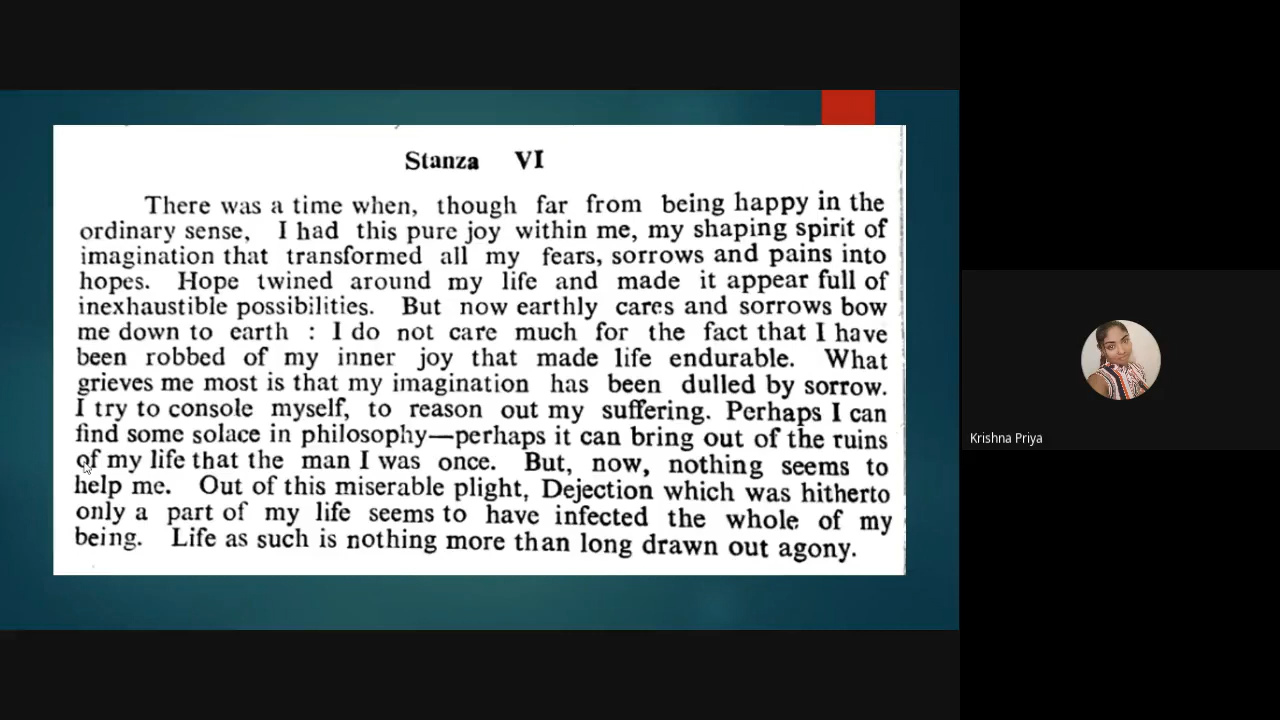 Stanza VI
There was a time when, though far from being happy in the
ordinary sense, I had this pure joy within me, my shaping spirit of
imagination that transformed all my fears, sorrows and pains into
hopes. Hope twined around my life and made it appear full of
inexhaustible possibilities. But now earthly cares and sorrows bow
me down to earth : I do not care much for the fact that I have
been robbed of my inner joy that made life endurable. What
grieves me most is that my imagination has been dulled by sorrow.
I try to console myself, to reason out my suffering. Perhaps I can
find some solace in philosophy—perhaps it can bring out of the ruins
of my life that the man I was once. But, now, nothing seems to
help me. Out of this miserable plight, Dejection which was hitherto
only a part of my life seems to have infected the whole of my
being. Life as such is nothing more than long drawn out agony.
Krishna Priya